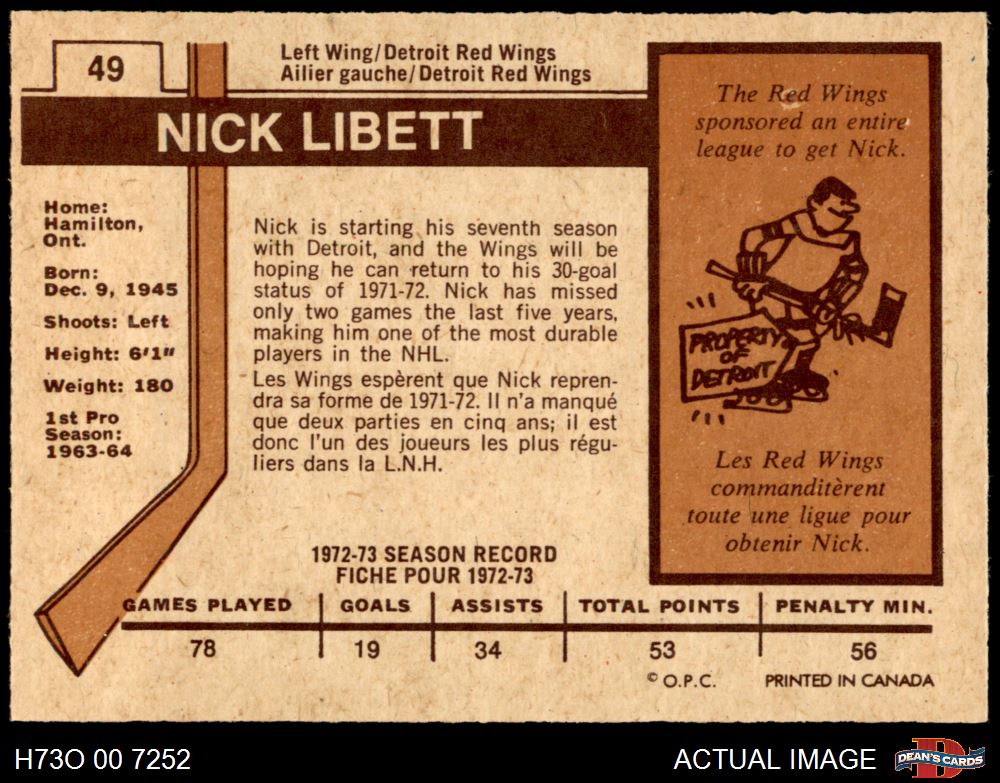 49
Left Wing/Detroit Red Wings
Ailier gauche/Detroit Red Wings
NICK LIBETT
Home:
Hamilton,
Ont.
Born:
Dec. 9, 1945
Shoots: Left
Height: 6'1"
Weight: 180
1st Pro
Season:
1963-64
Nick is starting his seventh season
with Detroit, and the Wings will be
hoping he can return to his 30-goal
status of 1971-72. Nick has missed
only two games the last five years,
making him one of the most durable
players in the NHL.
Les Wings espèrent que Nick repren-
dra sa forme de 1971-72. Il n'a manqué
que deux parties en cinq ans; il est
donc l'un des joueurs les plus régu-
liers dans la L.N.H.
The Red Wings
sponsored an entire
league to get Nick.
PROPERTY
OF
DETROIT
Les Red Wings
commanditèrent
toute une ligue pour
obtenir Nick.
1972-73 SEASON RECORD
FICHE POUR 1972-73
GAMES PLAYED GOALS ASSISTS TOTAL POINTS PENALTY MIN.
78 19 34 53 56
© O.P.C. PRINTED IN CANADA
H73O 00 7252 ACTUAL IMAGE DEAN'S CARDS